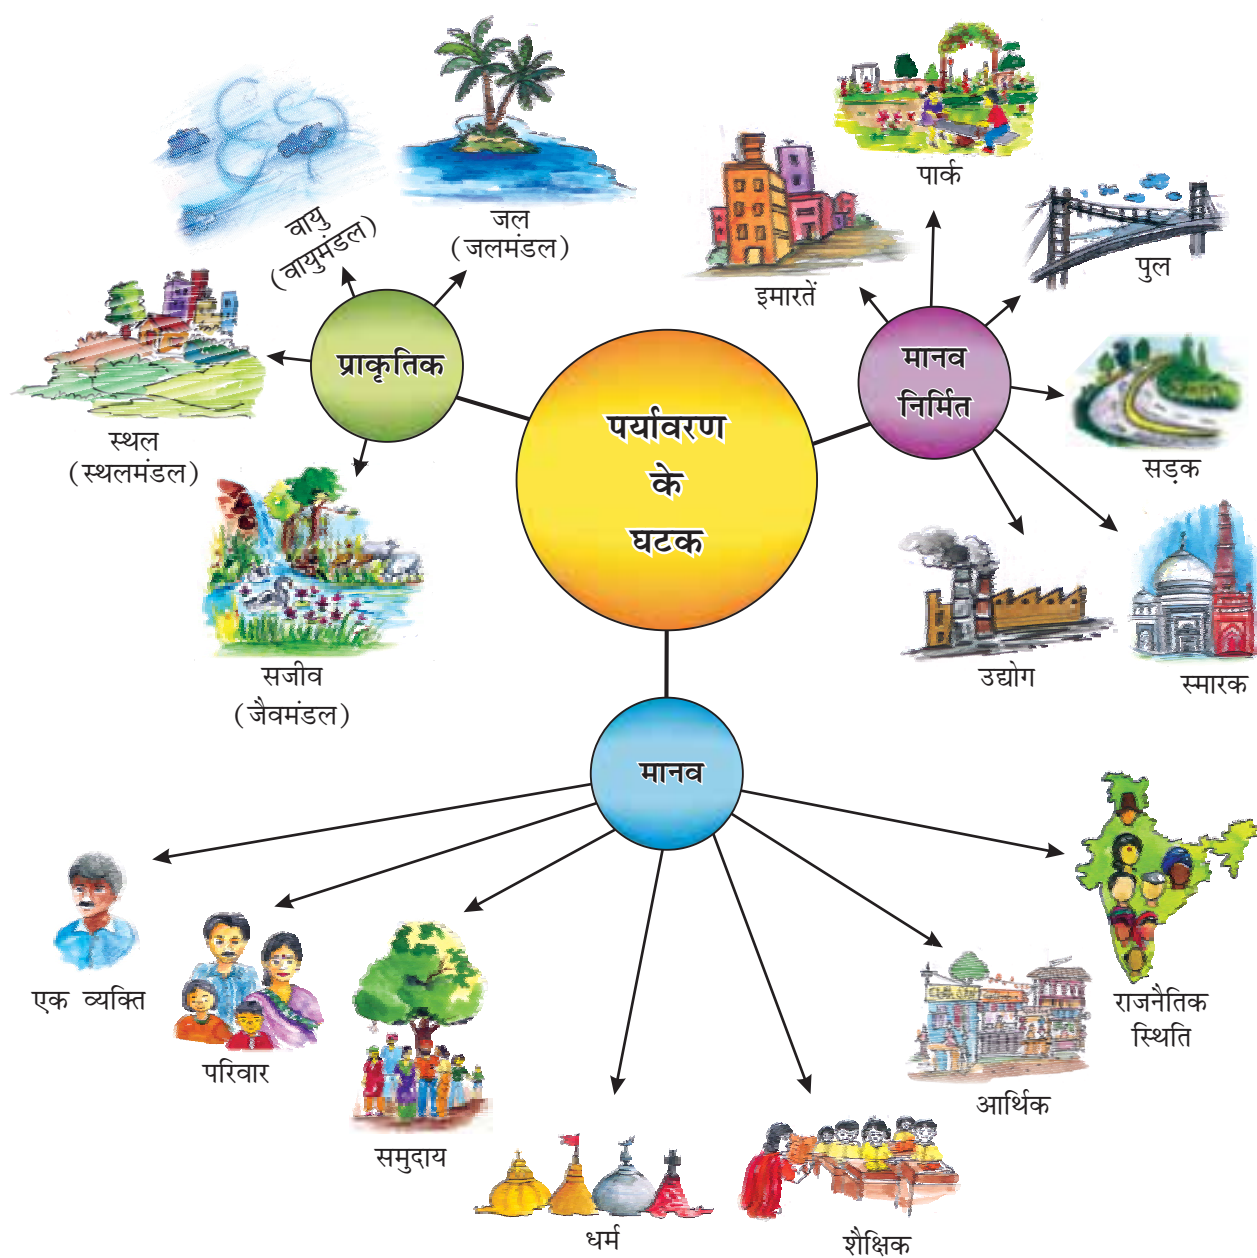 पर्यावरण
के
घटक
प्राकृतिक
वायु
(वायुमंडल)
जल
(जलमंडल)
स्थल
(स्थलमंडल)
सजीव
(जैवमंडल)
मानव
निर्मित
इमारतें
पार्क
पुल
सड़क
स्मारक
उद्योग
मानव
एक व्यक्ति
परिवार
समुदाय
धर्म
शैक्षिक
आर्थिक
राजनैतिक
स्थिति